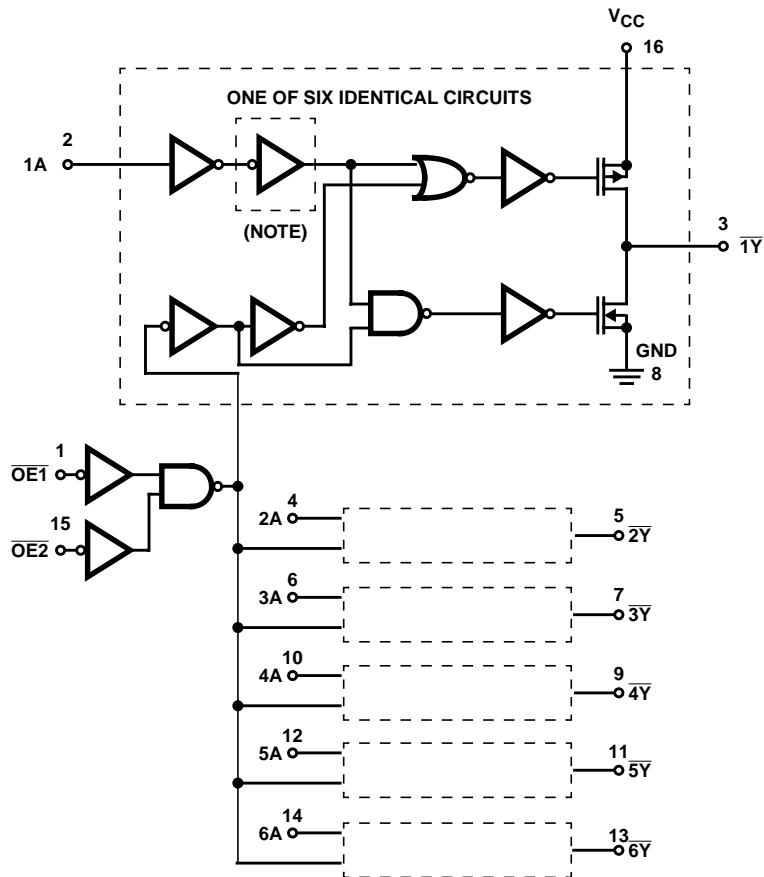 VCC
16
ONE OF SIX IDENTICAL CIRCUITS
2
1A
(NOTE)
3
1Y
GND
8
1
OE1
15
OE2
4
2A
5
2Y
6
3A
7
3Y
10
4A
9
4Y
12
5A
11
5Y
14
6A
13
6Y